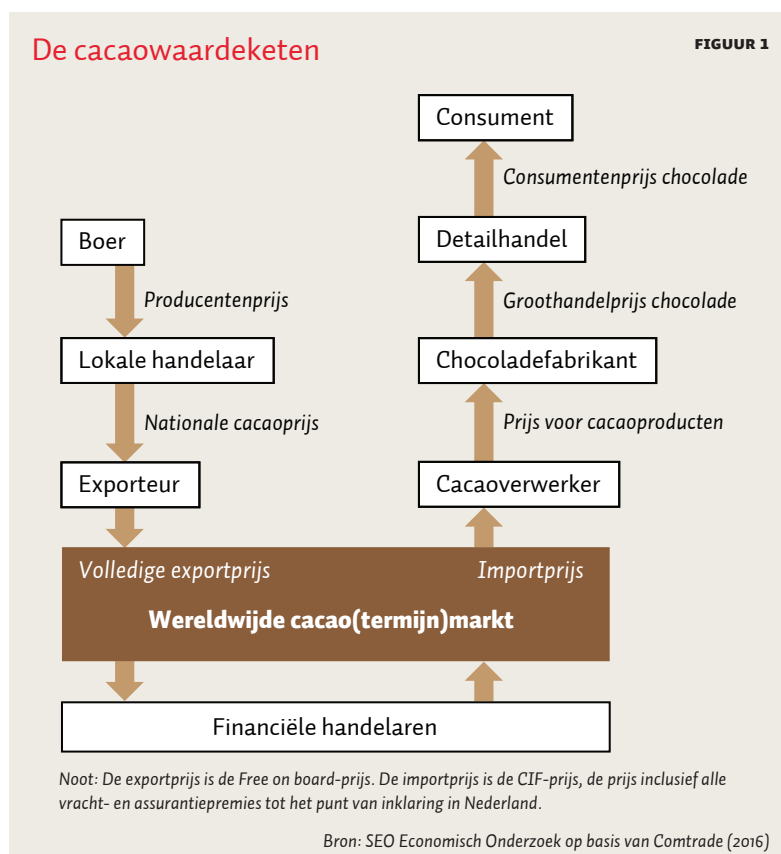 De cacaowaardeketen
FIGUUR 1
Boer
Producentenprijs
Lokale handelaar
Nationale cacaoprijs
Exporteur
Volledige exportprijs
Consument
Consumentenprijs chocolade
Detailhandel
Groothandelprijs chocolade
Chocoladefabrikant
Prijs voor cacaoproducten
Cacaoverwerker
Importprijs
Wereldwijde cacao(termijn)markt
Financiële handelaren
Noot: De exportprijs is de Free on board-prijs. De importprijs is de CIF-prijs, de prijs inclusief alle
vracht- en assurantiepremies tot het punt van inklaring in Nederland.
Bron: SEO Economisch Onderzoek op basis van Comtrade (2016)